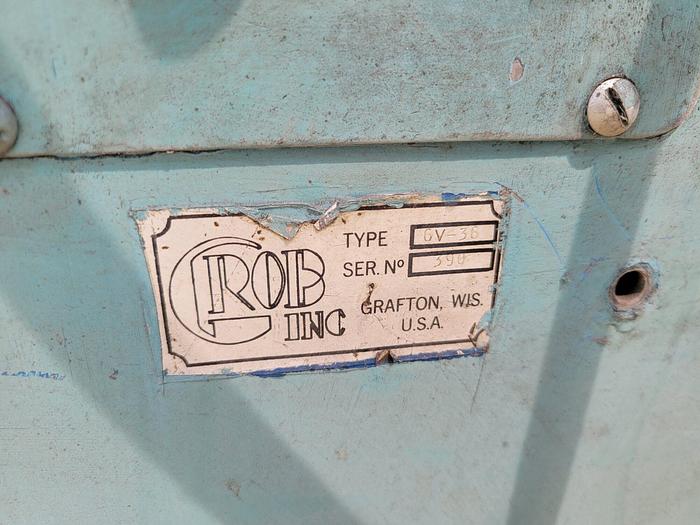 GROB
INC
TYPE GV-36
SER. Nº 390
GRAFTON, WIS.
U.S.A.